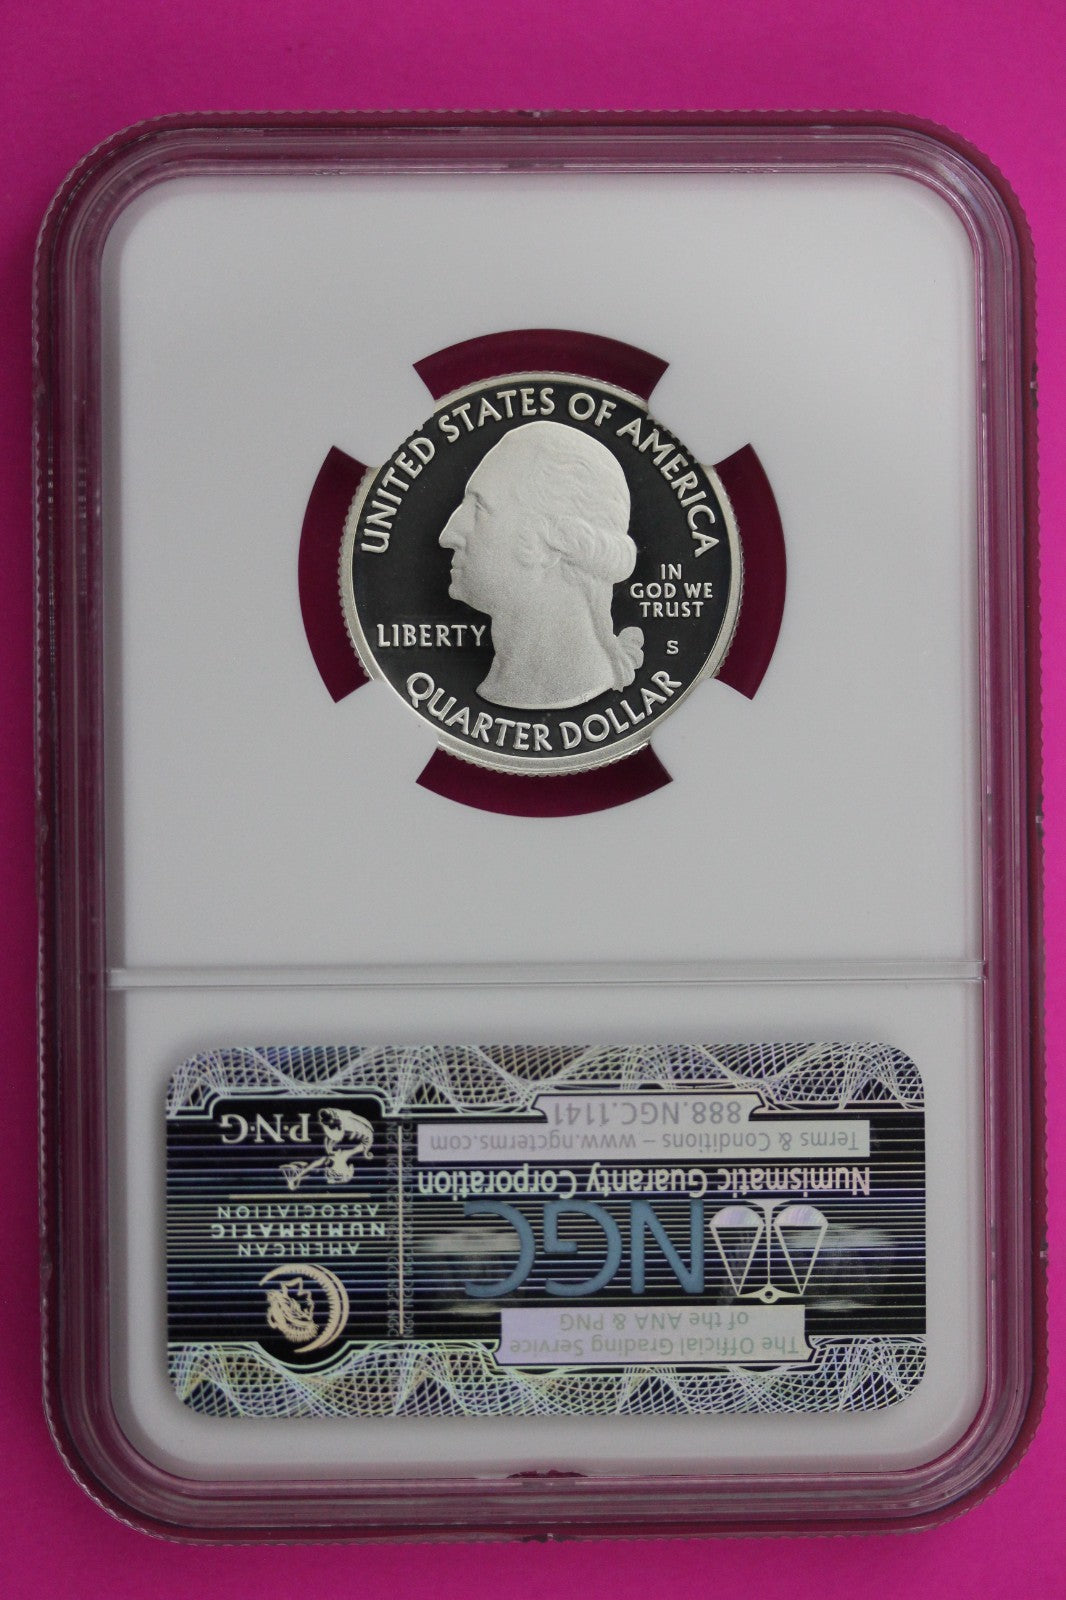 UNITED STATES OF AMERICA
IN
GOD WE
TRUST
LIBERTY
S
QUARTER DOLLAR
The Official Grading Service
of the ANA & PNG
NGC
Numismatic Guaranty Corporation
Terms & Conditions – www.ngcterms.com
888.NGC.1141
AMERICAN
NUMISMATIC
ASSOCIATION
P·N·G